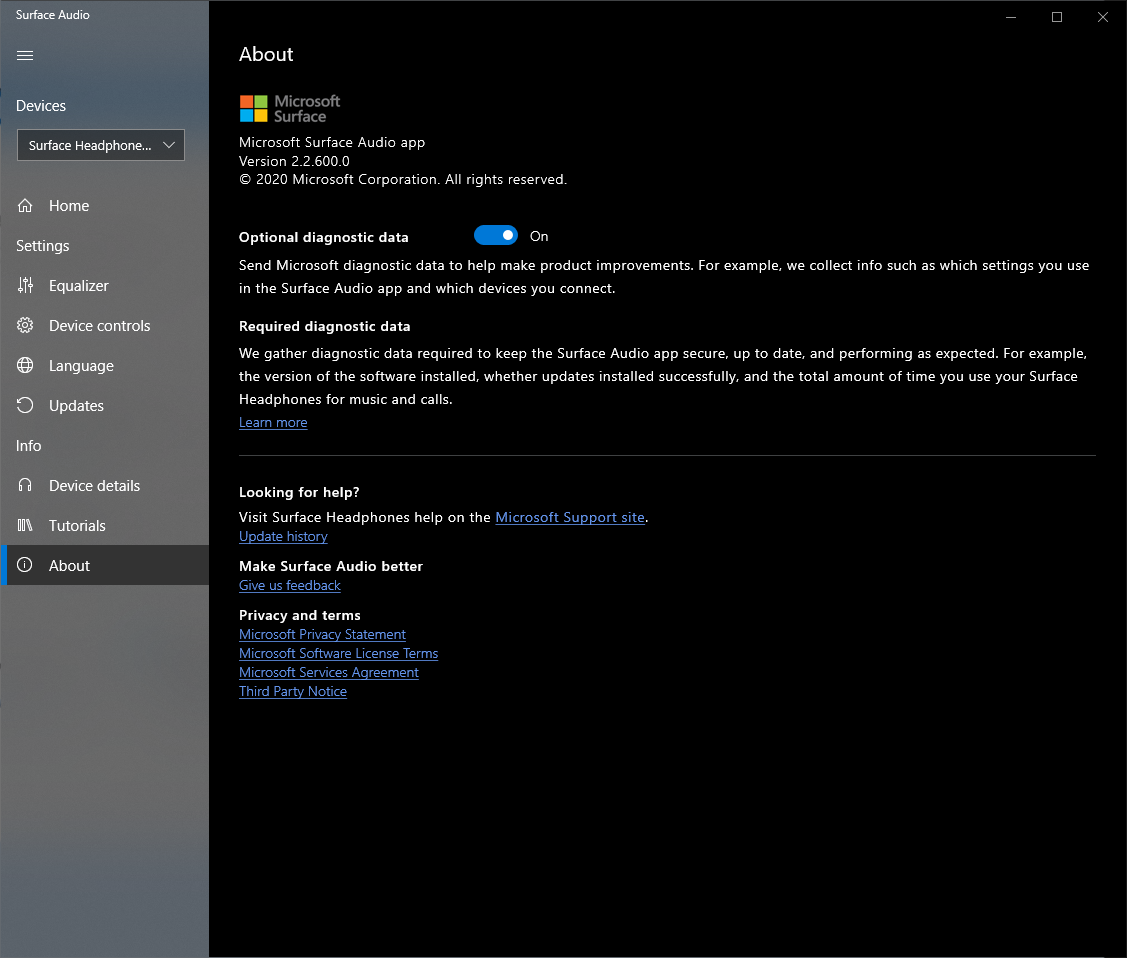 Surface Audio
Devices
Surface Headphone...
Home
Settings
Equalizer
Device controls
Language
Updates
Info
Device details
Tutorials
About
About
Microsoft
Surface
Microsoft Surface Audio app
Version 2.2.600.0
© 2020 Microsoft Corporation. All rights reserved.
Optional diagnostic data On
Send Microsoft diagnostic data to help make product improvements. For example, we collect info such as which settings you use
in the Surface Audio app and which devices you connect.
Required diagnostic data
We gather diagnostic data required to keep the Surface Audio app secure, up to date, and performing as expected. For example,
the version of the software installed, whether updates installed successfully, and the total amount of time you use your Surface
Headphones for music and calls.
Learn more
Looking for help?
Visit Surface Headphones help on the Microsoft Support site.
Update history
Make Surface Audio better
Give us feedback
Privacy and terms
Microsoft Privacy Statement
Microsoft Software License Terms
Microsoft Services Agreement
Third Party Notice